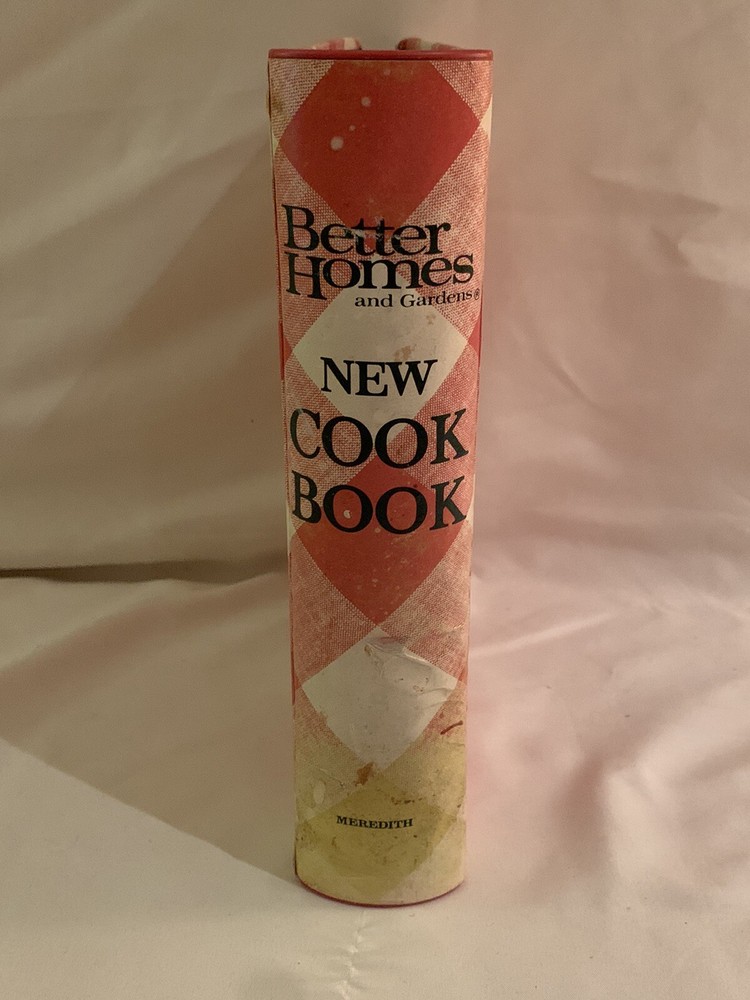 Better
Homes
and Gardens®
NEW
COOK
BOOK
MEREDITH